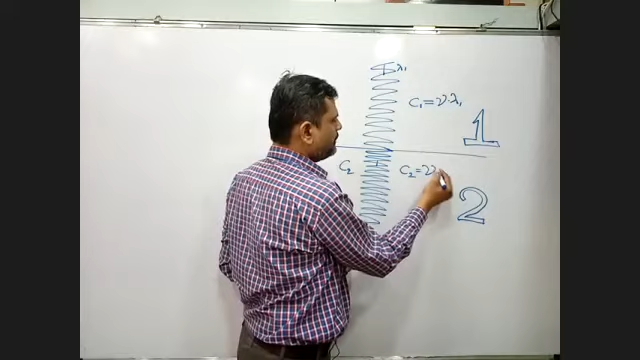 λ₁
C₁ = ν·λ₁
1
C₂
C₂ = ν
2